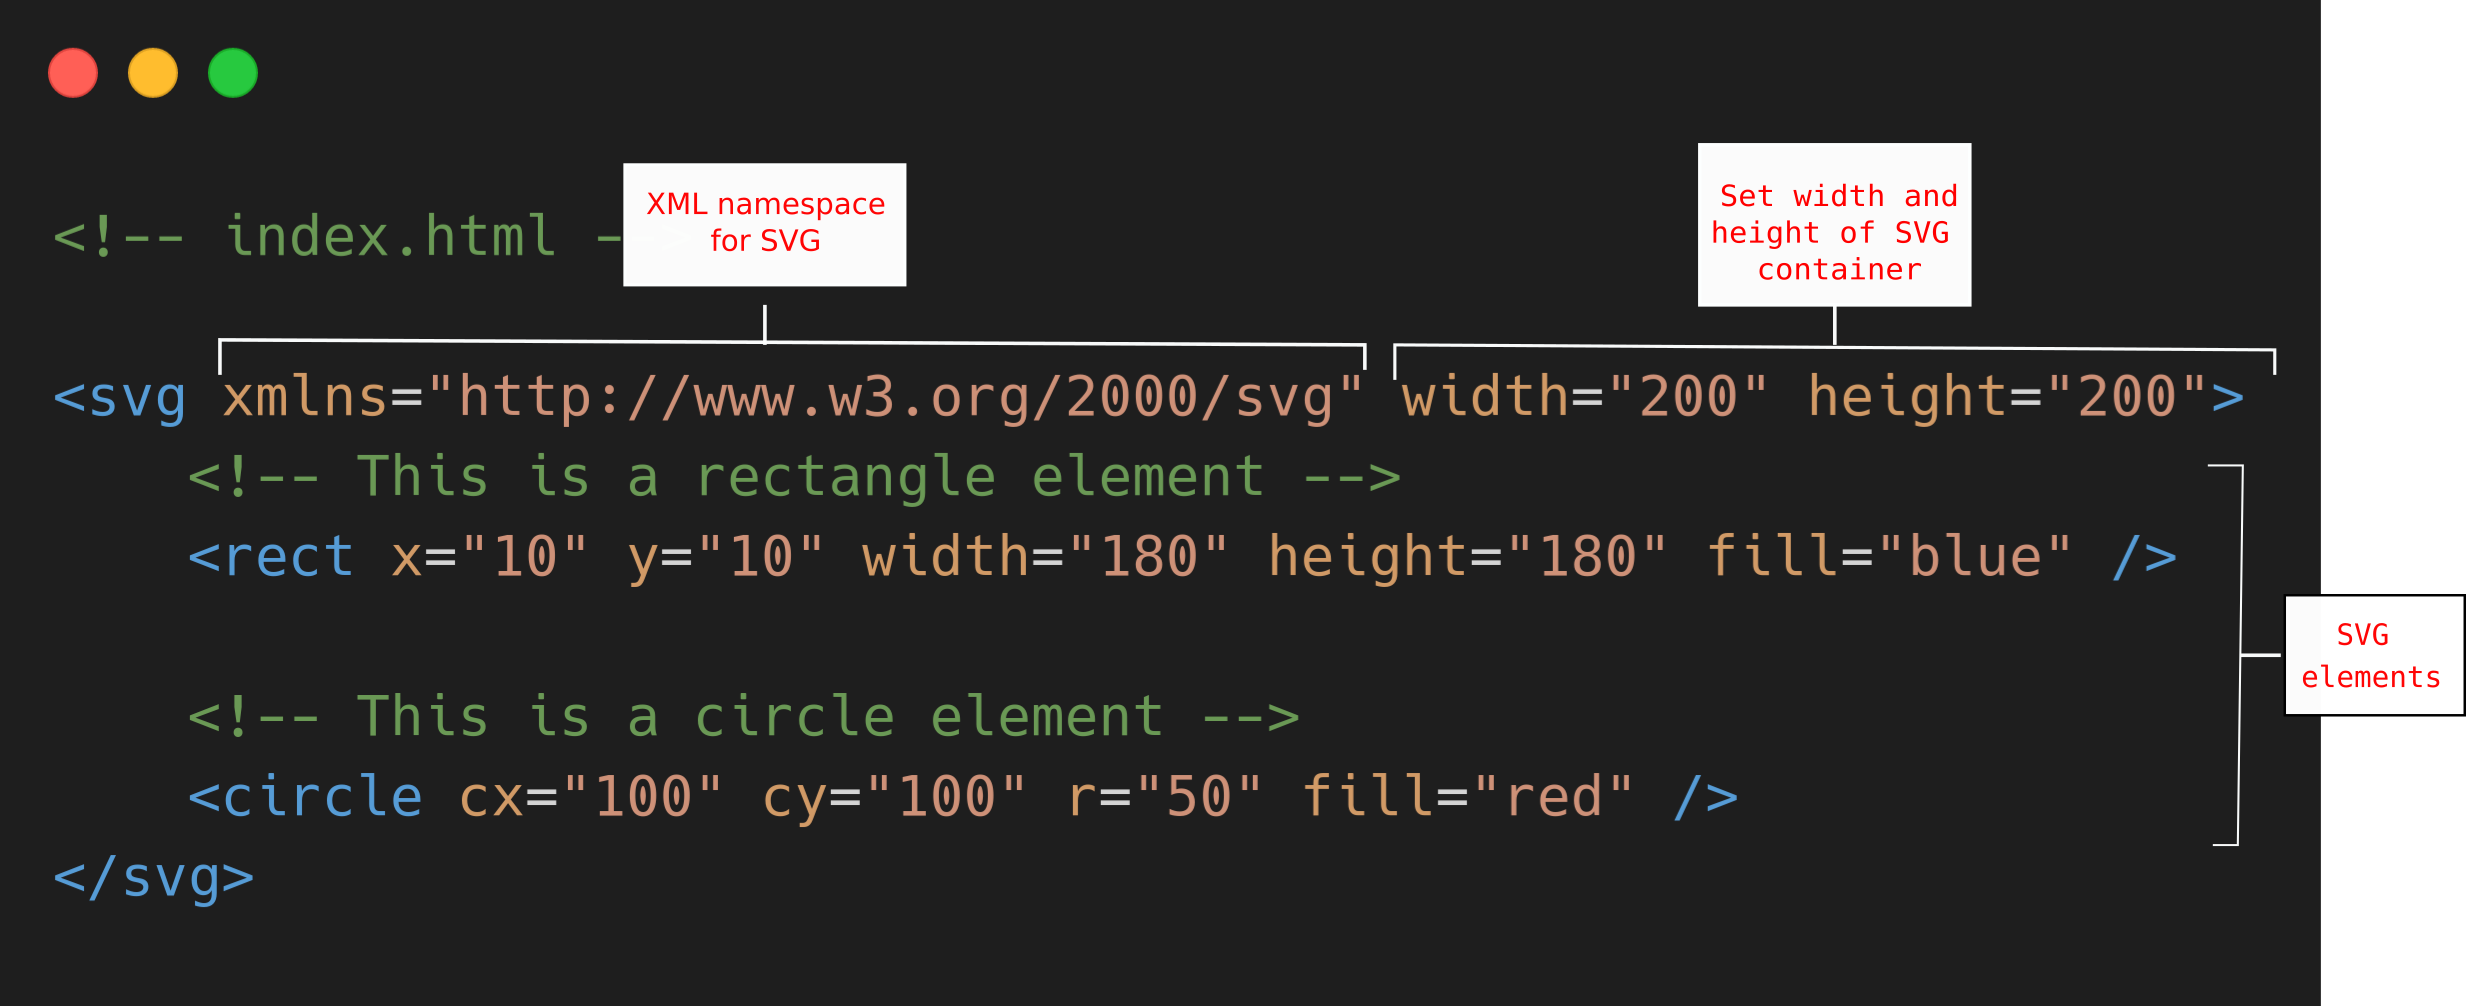 XML namespace
for SVG
Set width and
height of SVG
container
<!-- index.html -->
<svg xmlns="http://www.w3.org/2000/svg" width="200" height="200">
<!-- This is a rectangle element -->
<rect x="10" y="10" width="180" height="180" fill="blue" />
SVG
elements
<!-- This is a circle element -->
<circle cx="100" cy="100" r="50" fill="red" />
</svg>